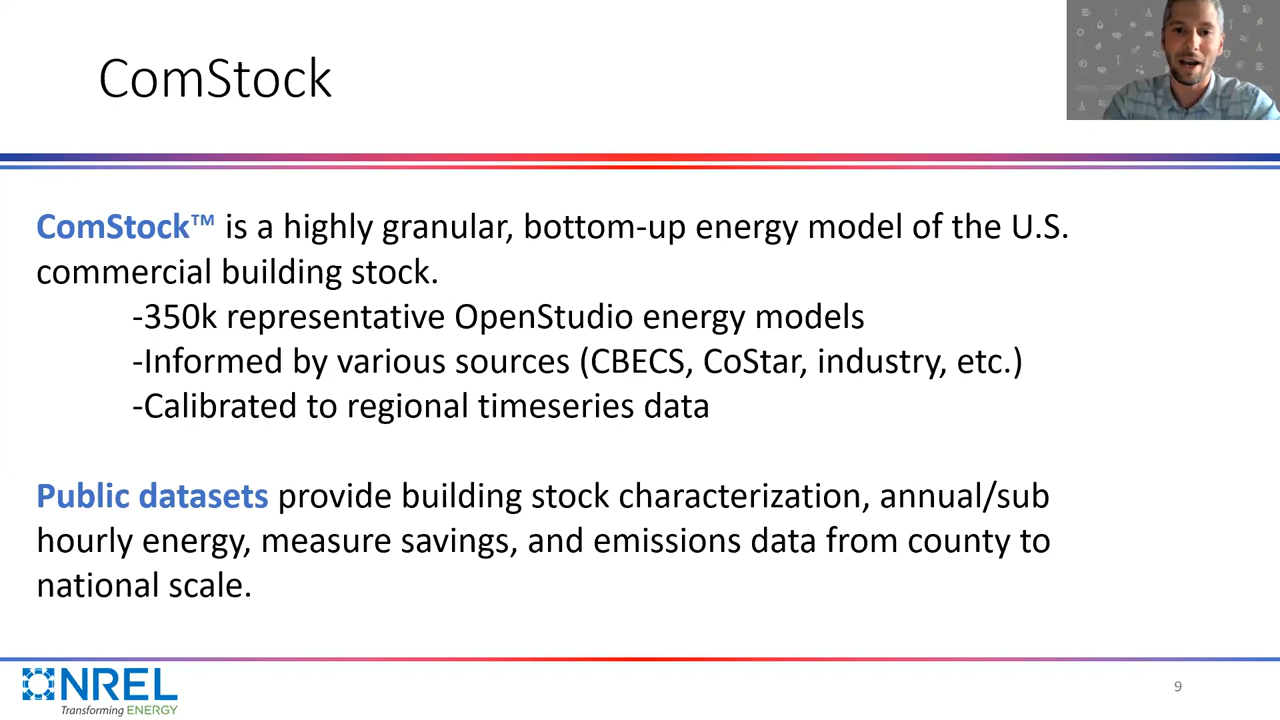 ComStock
ComStock™ is a highly granular, bottom-up energy model of the U.S.
commercial building stock.
-350k representative OpenStudio energy models
-Informed by various sources (CBECS, CoStar, industry, etc.)
-Calibrated to regional timeseries data
Public datasets provide building stock characterization, annual/sub
hourly energy, measure savings, and emissions data from county to
national scale.
NREL
Transforming ENERGY
9